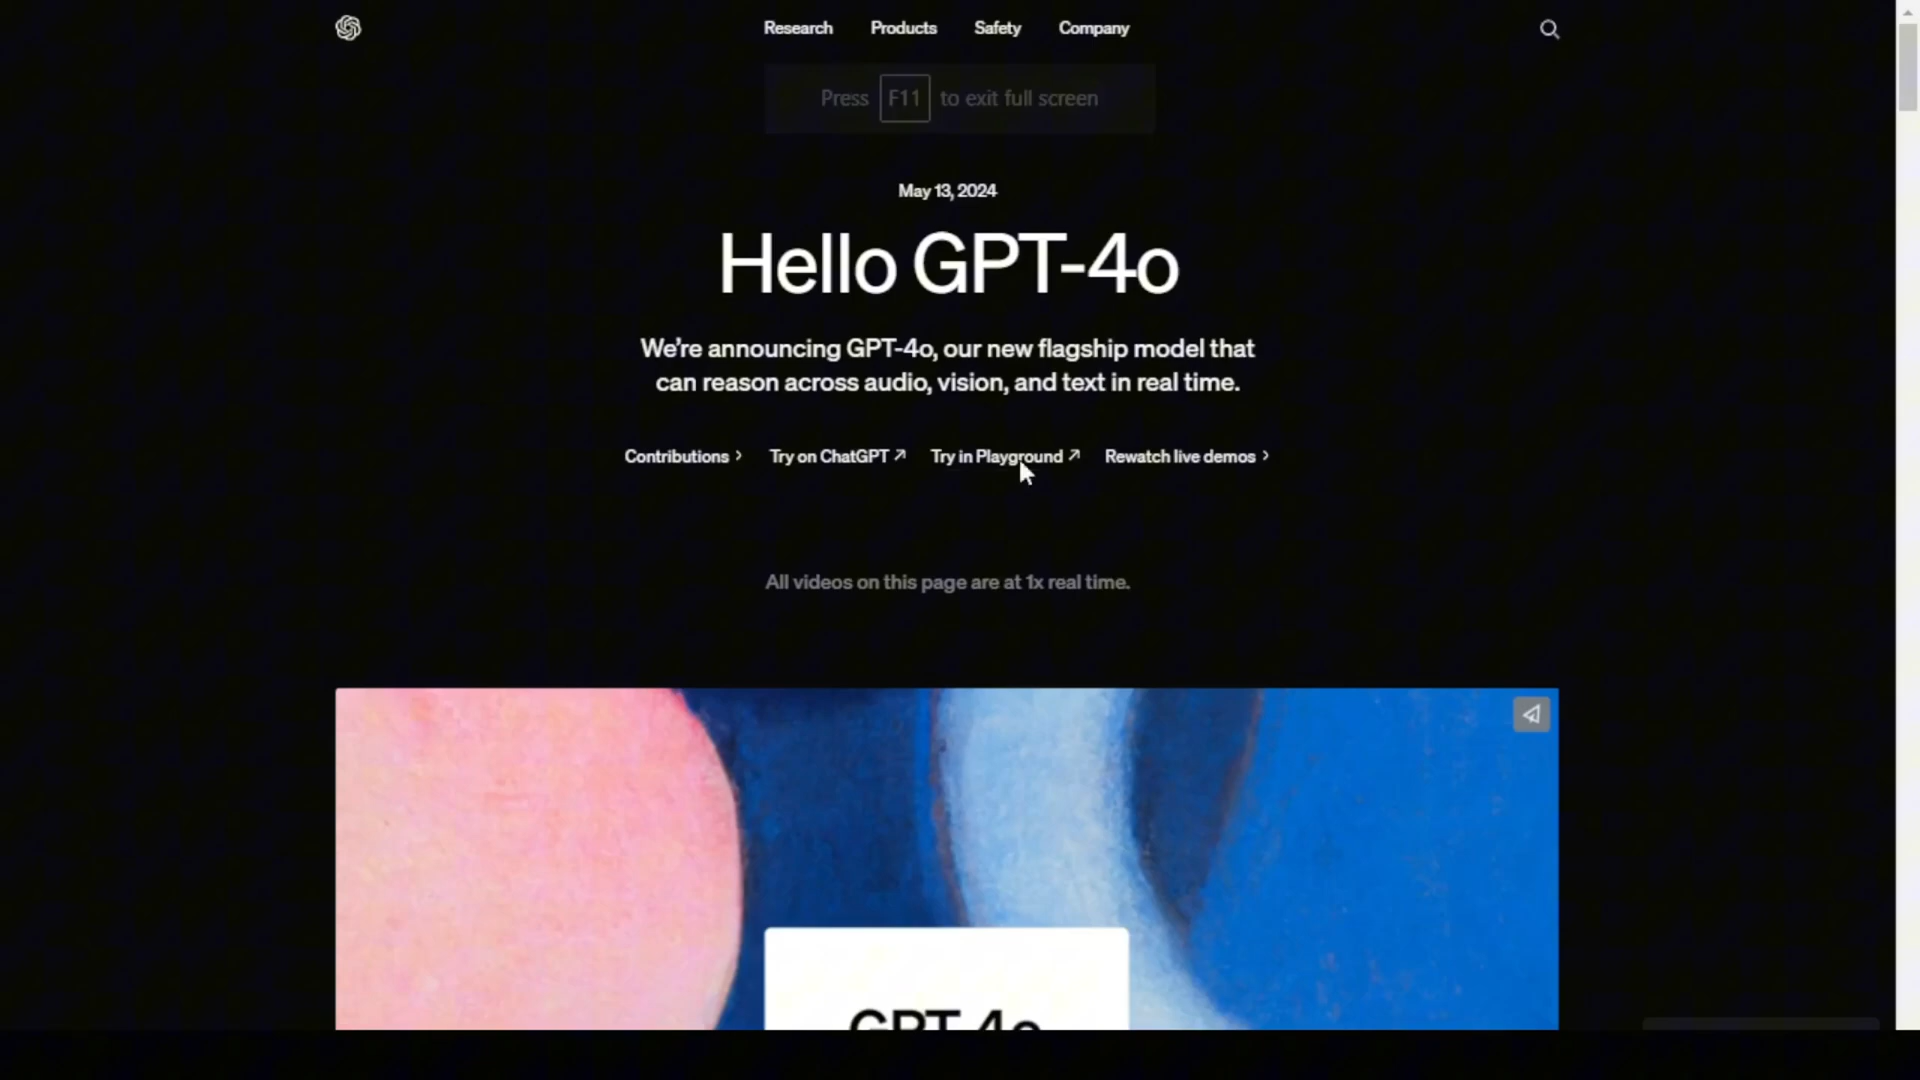 Research Products Safety Company
Press F11 to exit full screen
May 13, 2024
Hello GPT-4o
We're announcing GPT-4o, our new flagship model that
can reason across audio, vision, and text in real time.
Contributions › Try on ChatGPT ↗ Try in Playground ↗ Rewatch live demos ›
All videos on this page are at 1x real time.
GPT-4o